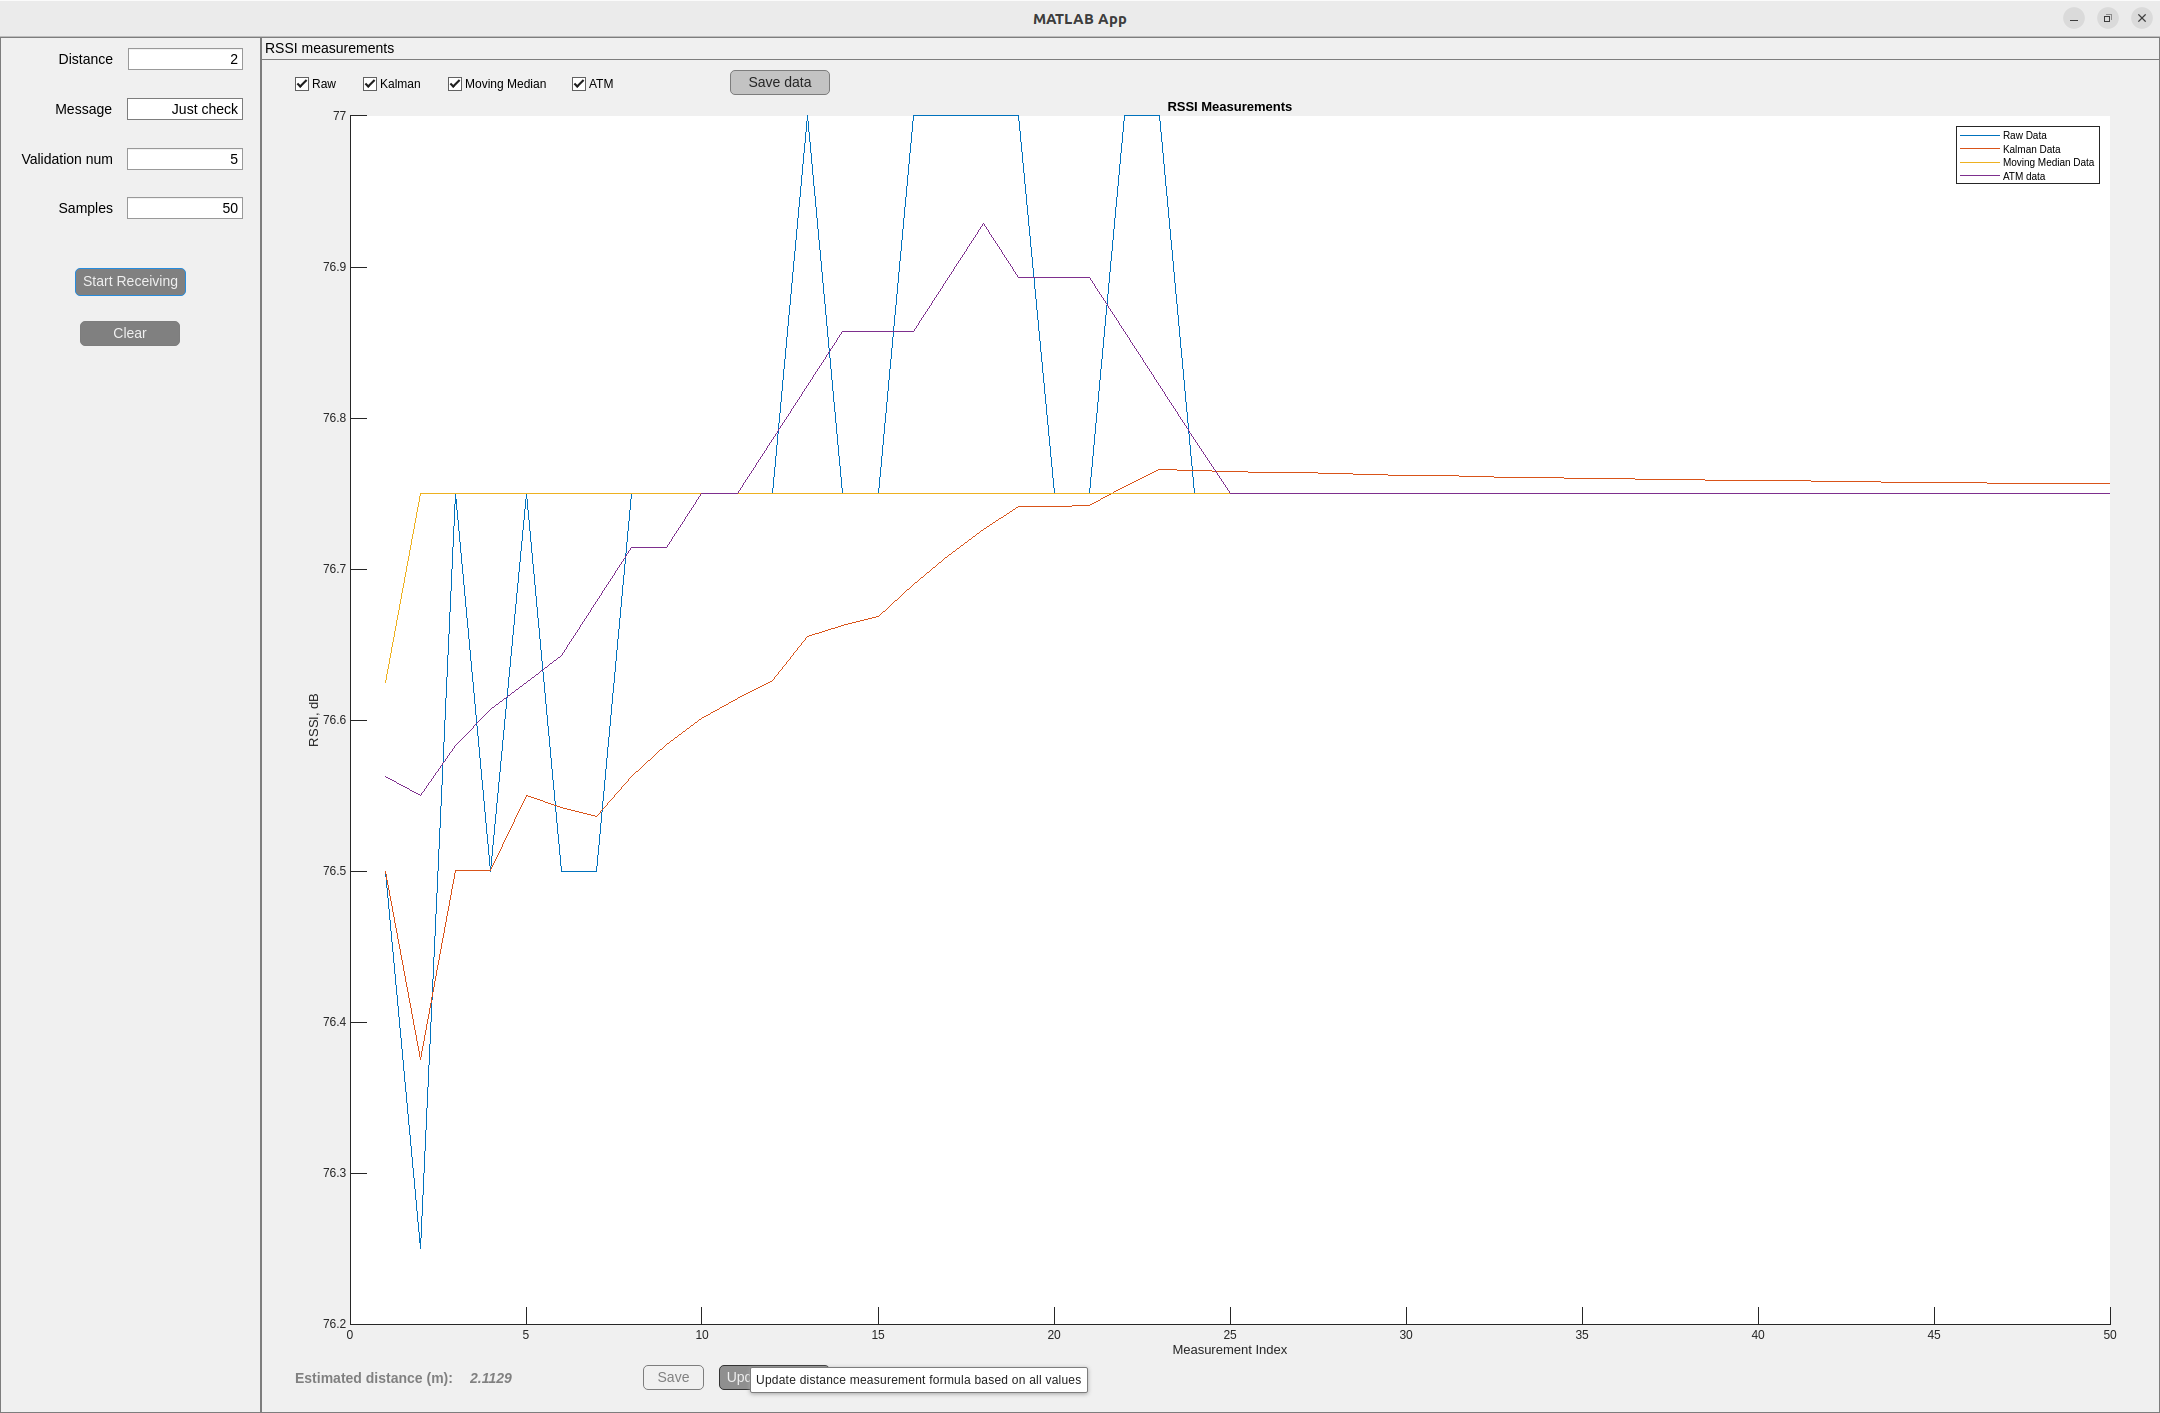 MATLAB App
Distance 2
Message Just check
Validation num 5
Samples 50
Start Receiving
Clear
RSSI measurements
Raw Kalman Moving Median ATM Save data
RSSI Measurements
Raw Data
Kalman Data
Moving Median Data
ATM data
77
76.9
76.8
76.7
76.6
76.5
76.4
76.3
76.2
RSSI, dB
0 5 10 15 20 25 30 35 40 45 50
Measurement Index
Estimated distance (m): 2.1129 Save
Update distance measurement formula based on all values